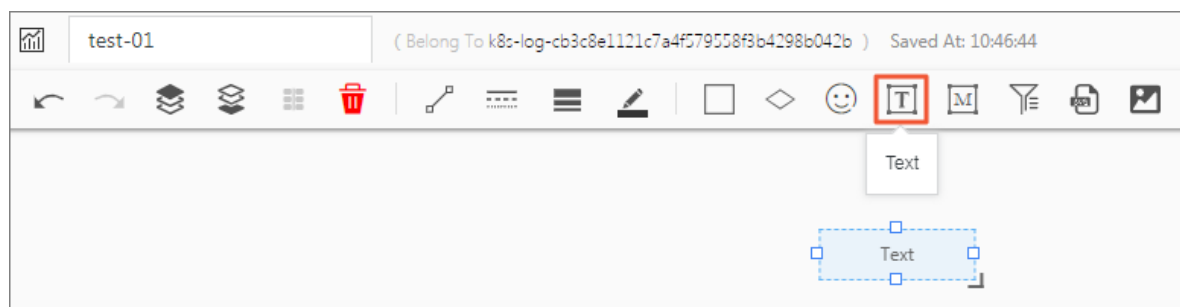 test-01
( Belong To k8s-log-cb3c8e1121c7a4f579558f3b4298b042b ) Saved At: 10:46:44
T M
Text
Text